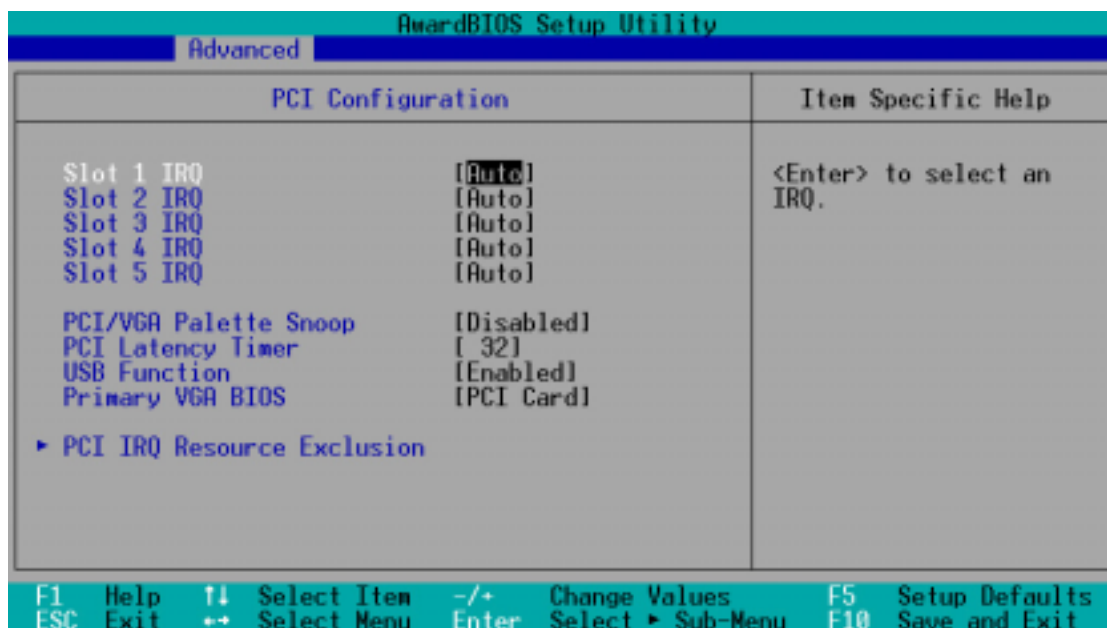 AwardBIOS Setup Utility
Advanced
PCI Configuration
Item Specific Help
Slot 1 IRQ [Auto]
Slot 2 IRQ [Auto]
Slot 3 IRQ [Auto]
Slot 4 IRQ [Auto]
Slot 5 IRQ [Auto]
PCI/VGA Palette Snoop [Disabled]
PCI Latency Timer [ 32]
USB Function [Enabled]
Primary VGA BIOS [PCI Card]
▸ PCI IRQ Resource Exclusion
<Enter> to select an
IRQ.
F1 Help ↑↓ Select Item -/+ Change Values F5 Setup Defaults
ESC Exit ←→ Select Menu Enter Select ▸ Sub-Menu F10 Save and Exit